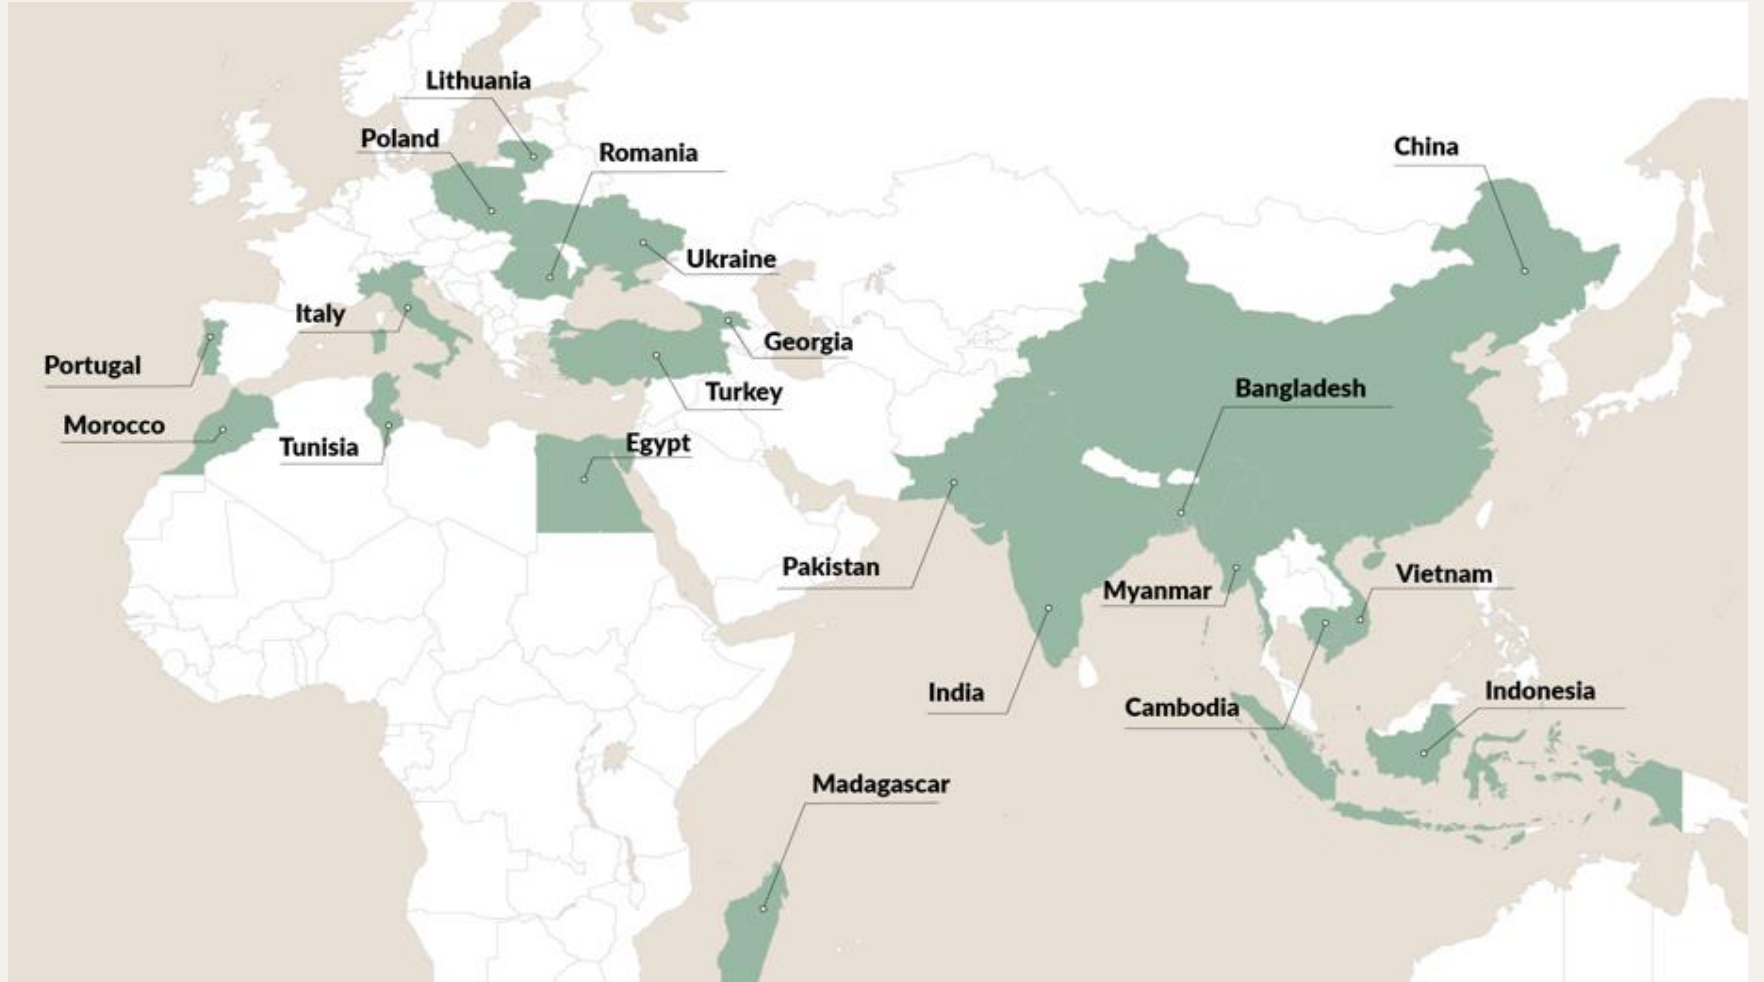 Lithuania
Poland
Romania
China
Ukraine
Italy
Georgia
Portugal
Turkey
Bangladesh
Morocco
Tunisia
Egypt
Pakistan
Myanmar
Vietnam
India
Cambodia
Indonesia
Madagascar